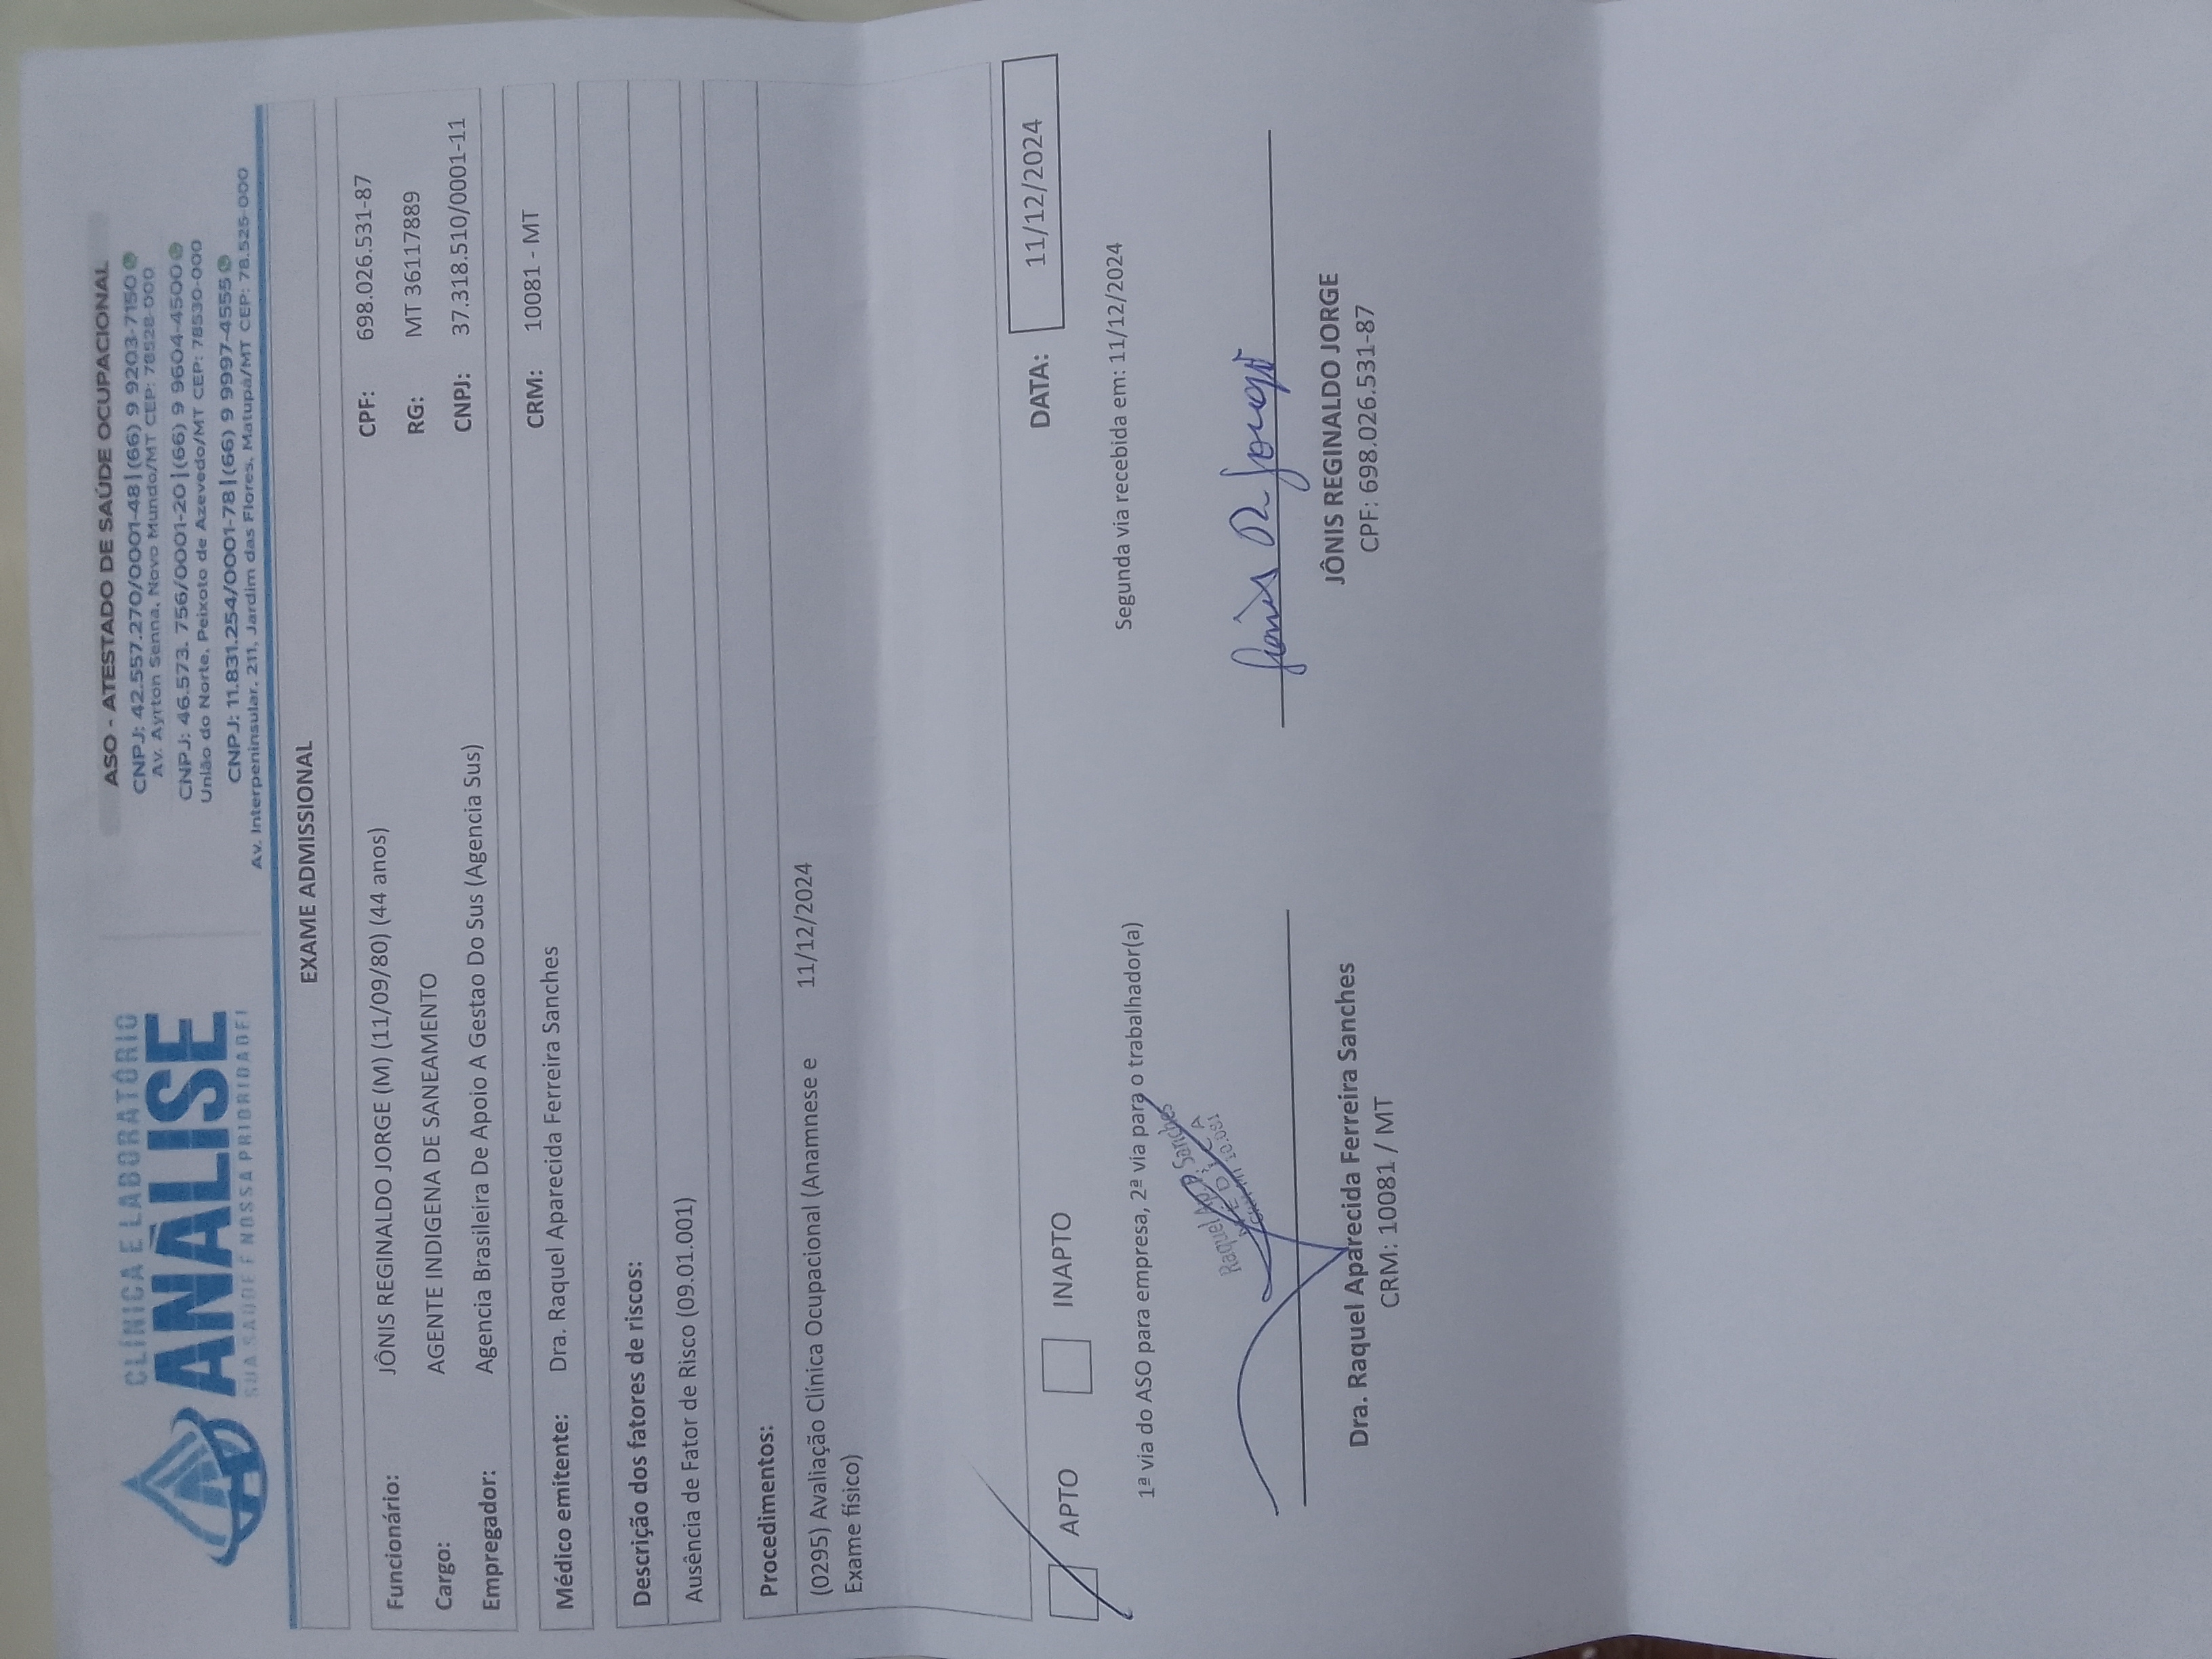 CLÍNICA E LABORATÓRIO
ANÁLISE
SUA SAÚDE É NOSSA PRIORIDADE!
ASO - ATESTADO DE SAÚDE OCUPACIONAL
CNPJ: 42.557.270/0001-48 | (66) 9 9203-7150
Av. Ayrton Senna, Novo Mundo/MT CEP: 78528-000
CNPJ: 46.573. 756/0001-20 | (66) 9 9604-4500
União do Norte, Peixoto de Azevedo/MT CEP: 78530-000
CNPJ: 11.831.254/0001-78 | (66) 9 9997-4555
Av. Interpeninsular, 211, Jardim das Flores, Matupá/MT CEP: 78.525-000
EXAME ADMISSIONAL
Funcionário: JÔNIS REGINALDO JORGE (M) (11/09/80) (44 anos) CPF: 698.026.531-87
Cargo: AGENTE INDIGENA DE SANEAMENTO RG: MT 36117889
Empregador: Agencia Brasileira De Apoio A Gestao Do Sus (Agencia Sus) CNPJ: 37.318.510/0001-11
Médico emitente: Dra. Raquel Aparecida Ferreira Sanches CRM: 10081 - MT
Descrição dos fatores de riscos:
Ausência de Fator de Risco (09.01.001)
Procedimentos:
(0295) Avaliação Clínica Ocupacional (Anamnese e 11/12/2024
Exame físico)
APTO INAPTO DATA: 11/12/2024
1ª via do ASO para empresa, 2ª via para o trabalhador(a) Segunda via recebida em: 11/12/2024
Raquel Ap. Sanches
MÉDICA
Jônis R Jorge
Dra. Raquel Aparecida Ferreira Sanches
CRM: 10081 / MT
JÔNIS REGINALDO JORGE
CPF: 698.026.531-87